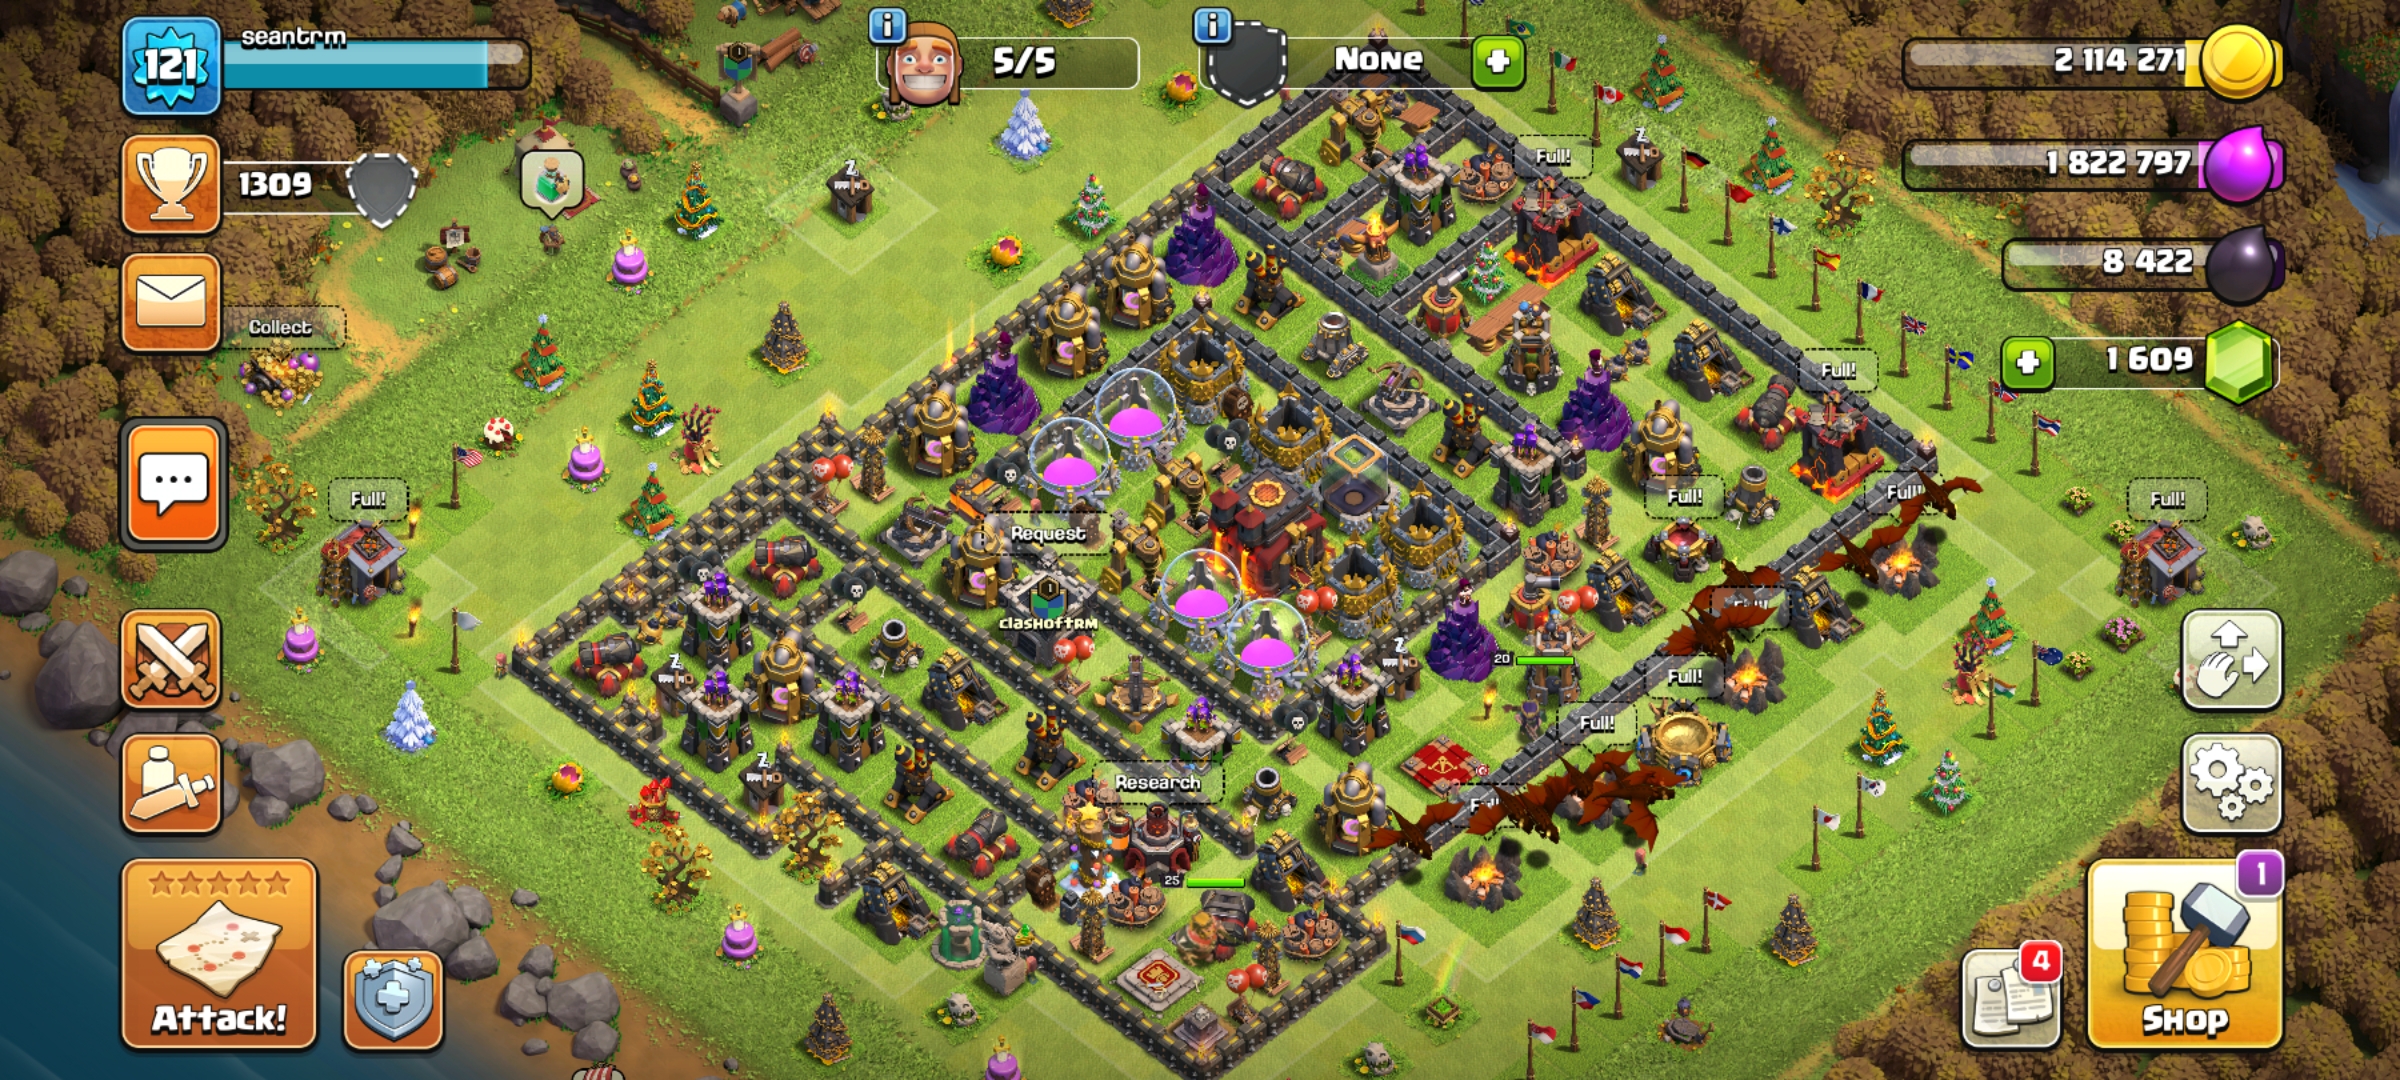 121
seantrm
5/5
None
2 114 271
1309
1 822 797
8 422
1 609
Z
Z
Full!
Collect
Full!
Full!
Full!
Full!
Full!
Request
clashoftRM
Z
Z
20
Full!
Full!
Z
Research
25
1
4
Attack!
Shop